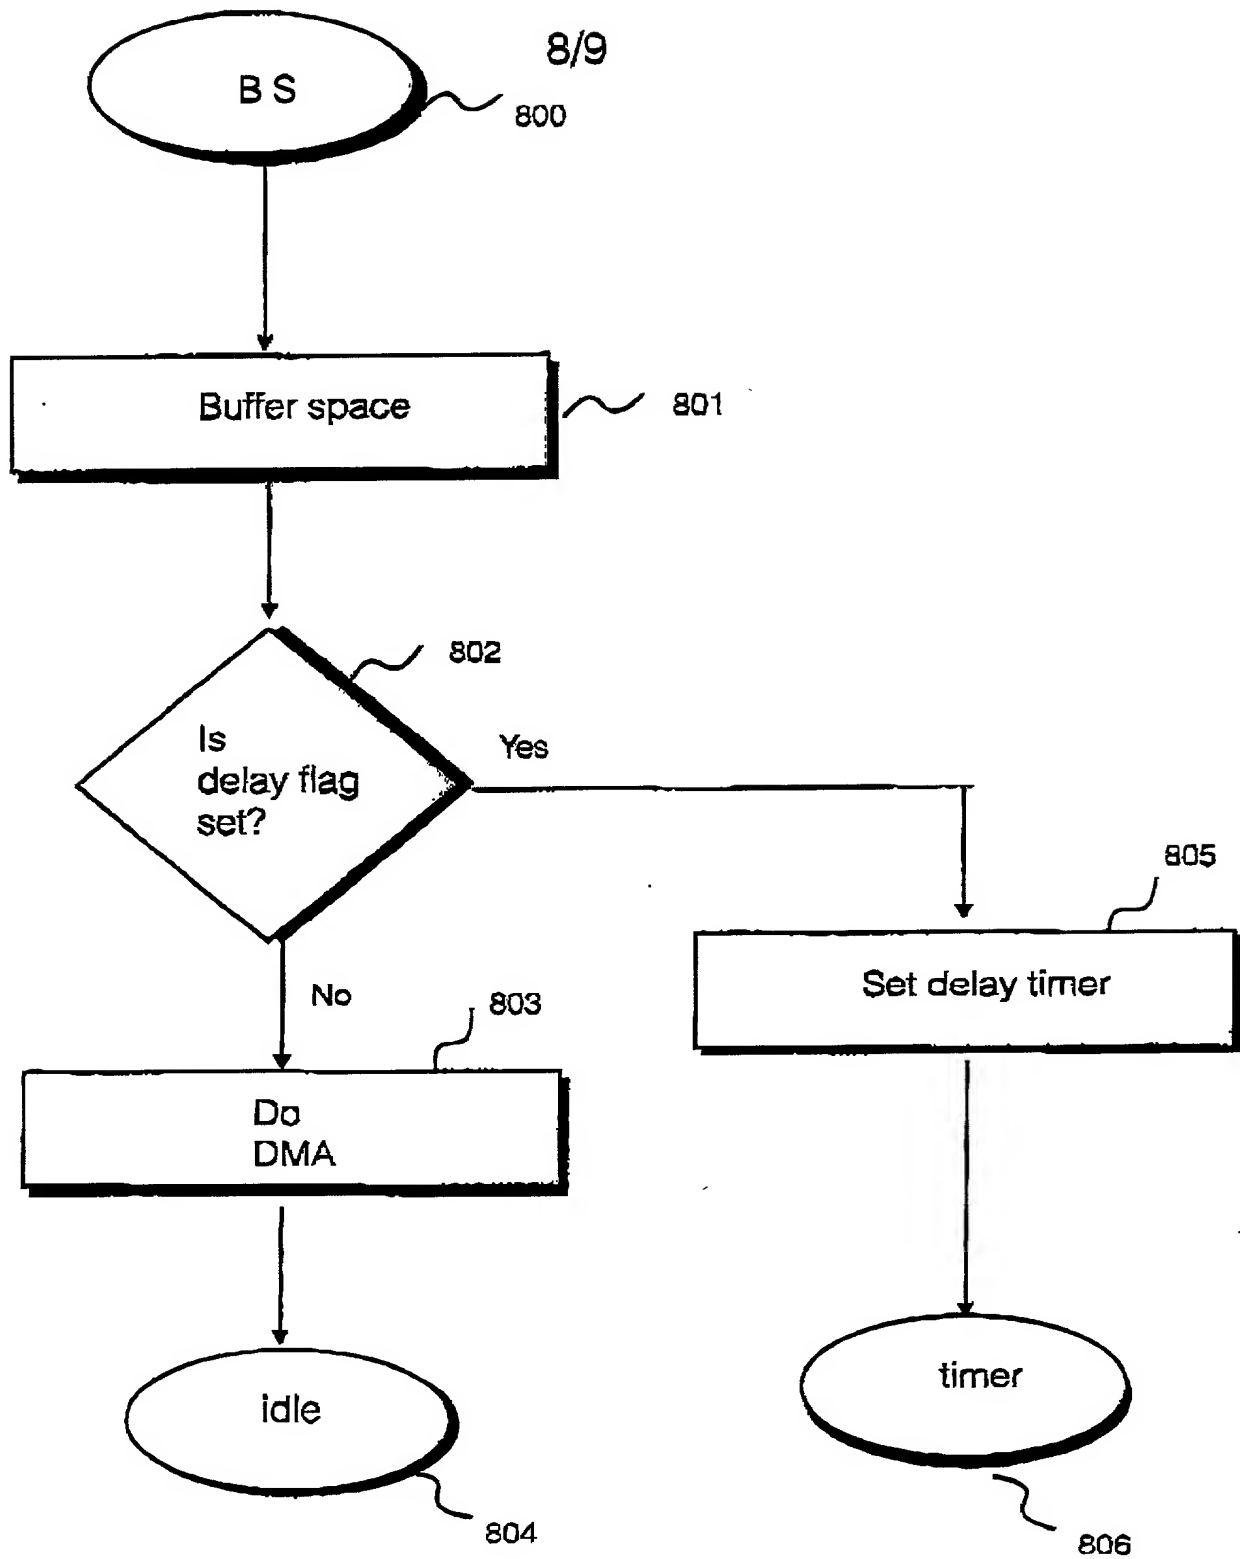 8/9
B S
800
Buffer space
801
802
Is
delay flag
set?
Yes
805
Set delay timer
No
803
Do
DMA
idle
804
timer
806